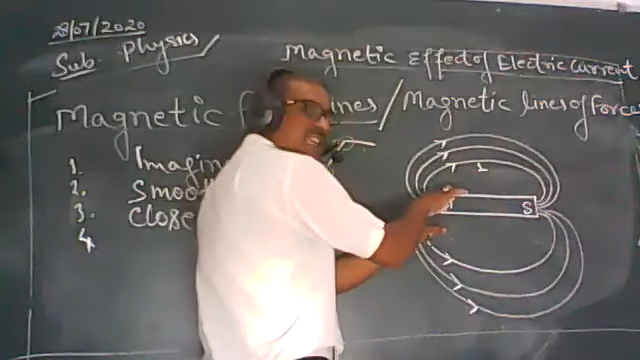 28/07/2020
Sub. Physics
Magnetic Effect of Electric Current
Magnetic f ines / Magnetic lines of Force
1. Imagin
2. Smoot
3. Close
4
1
S